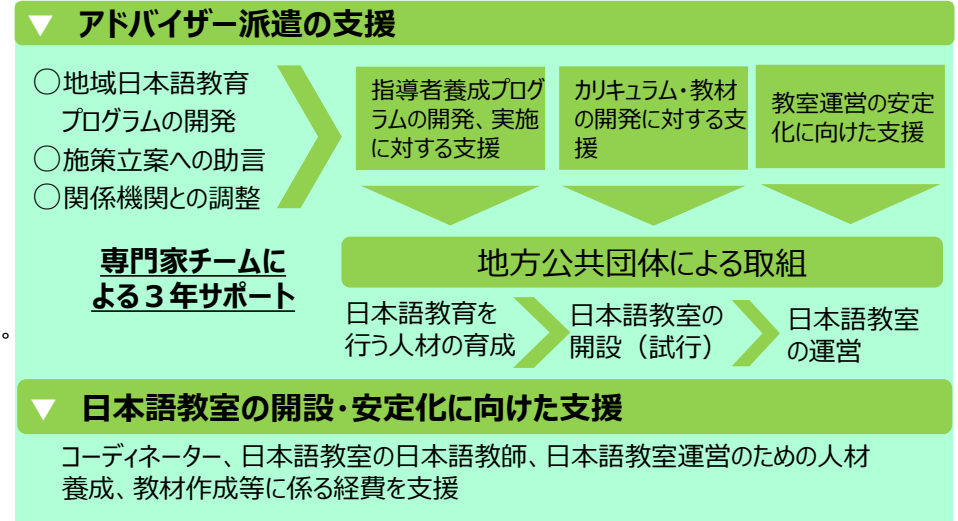 ▼ アドバイザー派遣の支援
○地域日本語教育
プログラムの開発
○施策立案への助言
○関係機関との調整
指導者養成プログ
ラムの開発、実施
に対する支援
カリキュラム・教材
の開発に対する支
援
教室運営の安定
化に向けた支援
専門家チームに
よる３年サポート
地方公共団体による取組
日本語教育を
行う人材の育成
日本語教室の
開設（試行）
日本語教室
の運営
。
▼ 日本語教室の開設・安定化に向けた支援
コーディネーター、日本語教室の日本語教師、日本語教室運営のための人材
養成、教材作成等に係る経費を支援